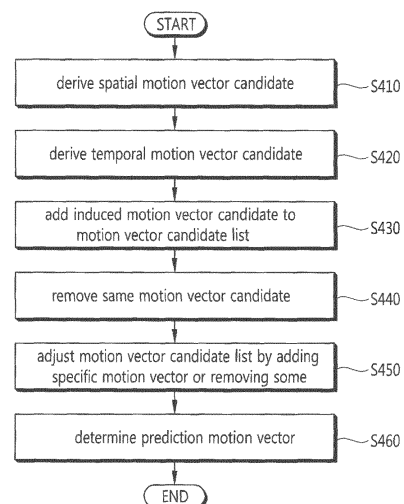 START
derive spatial motion vector candidate
S410
derive temporal motion vector candidate
S420
add induced motion vector candidate to
motion vector candidate list
S430
remove same motion vector candidate
S440
adjust motion vector candidate list by adding
specific motion vector or removing some
S450
determine prediction motion vector
S460
END